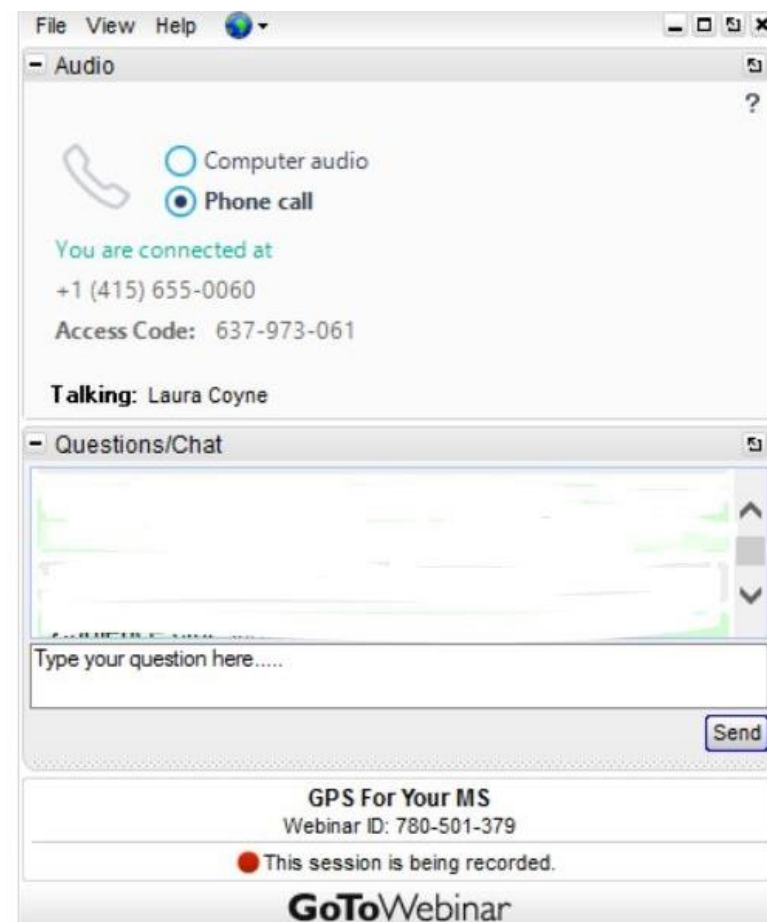 File View Help
Audio
?
Computer audio
Phone call
You are connected at
+1 (415) 655-0060
Access Code: 637-973-061
Talking: Laura Coyne
Questions/Chat
Type your question here.....
Send
GPS For Your MS
Webinar ID: 780-501-379
This session is being recorded.
GoToWebinar